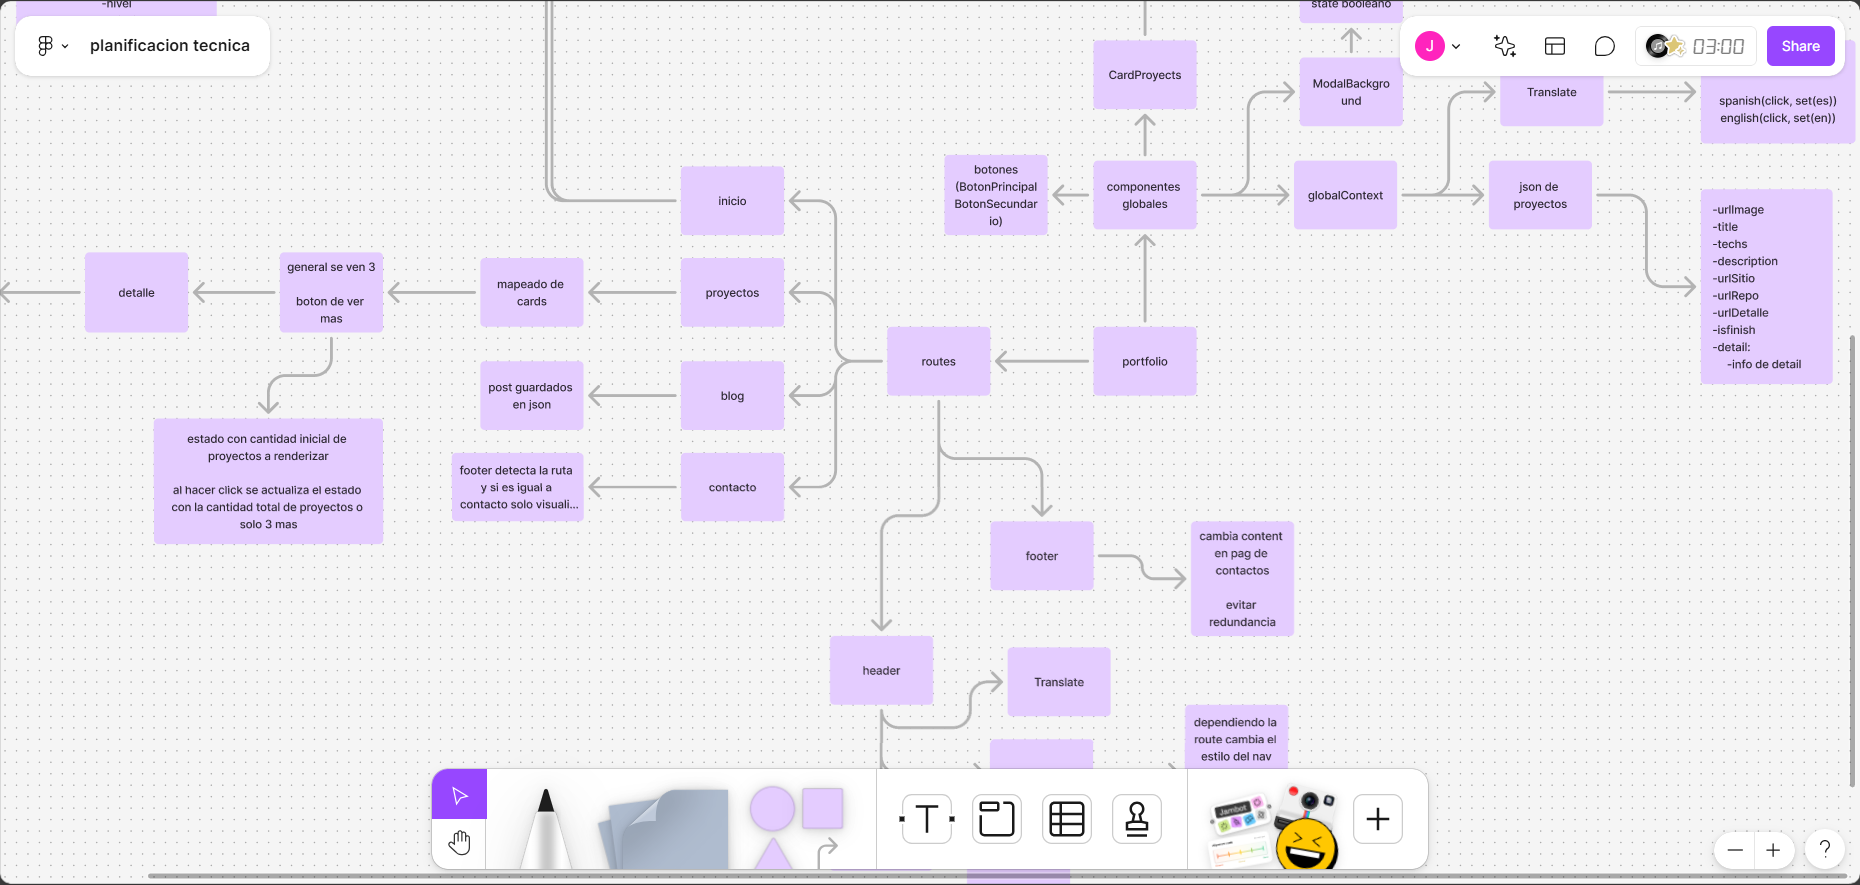 -nivel
planificacion tecnica
state booleano
J
03:00
Share
CardProyects
ModalBackgro
und
Translate
spanish(click, set(es))
english(click, set(en))
inicio
botones
(BotonPrincipal
BotonSecundar
io)
componentes
globales
globalContext
json de
proyectos
-urlImage
-title
-techs
-description
-urlSitio
-urlRepo
-urlDetalle
-isfinish
-detail:
-info de detail
detalle
general se ven 3
boton de ver
mas
mapeado de
cards
proyectos
routes
portfolio
post guardados
en json
blog
estado con cantidad inicial de
proyectos a renderizar
al hacer click se actualiza el estado
con la cantidad total de proyectos o
solo 3 mas
footer detecta la ruta
y si es igual a
contacto solo visuali...
contacto
footer
cambia content
en pag de
contactos
evitar
redundancia
header
Translate
dependiendo la
route cambia el
estilo del nav
T
Jambot
?